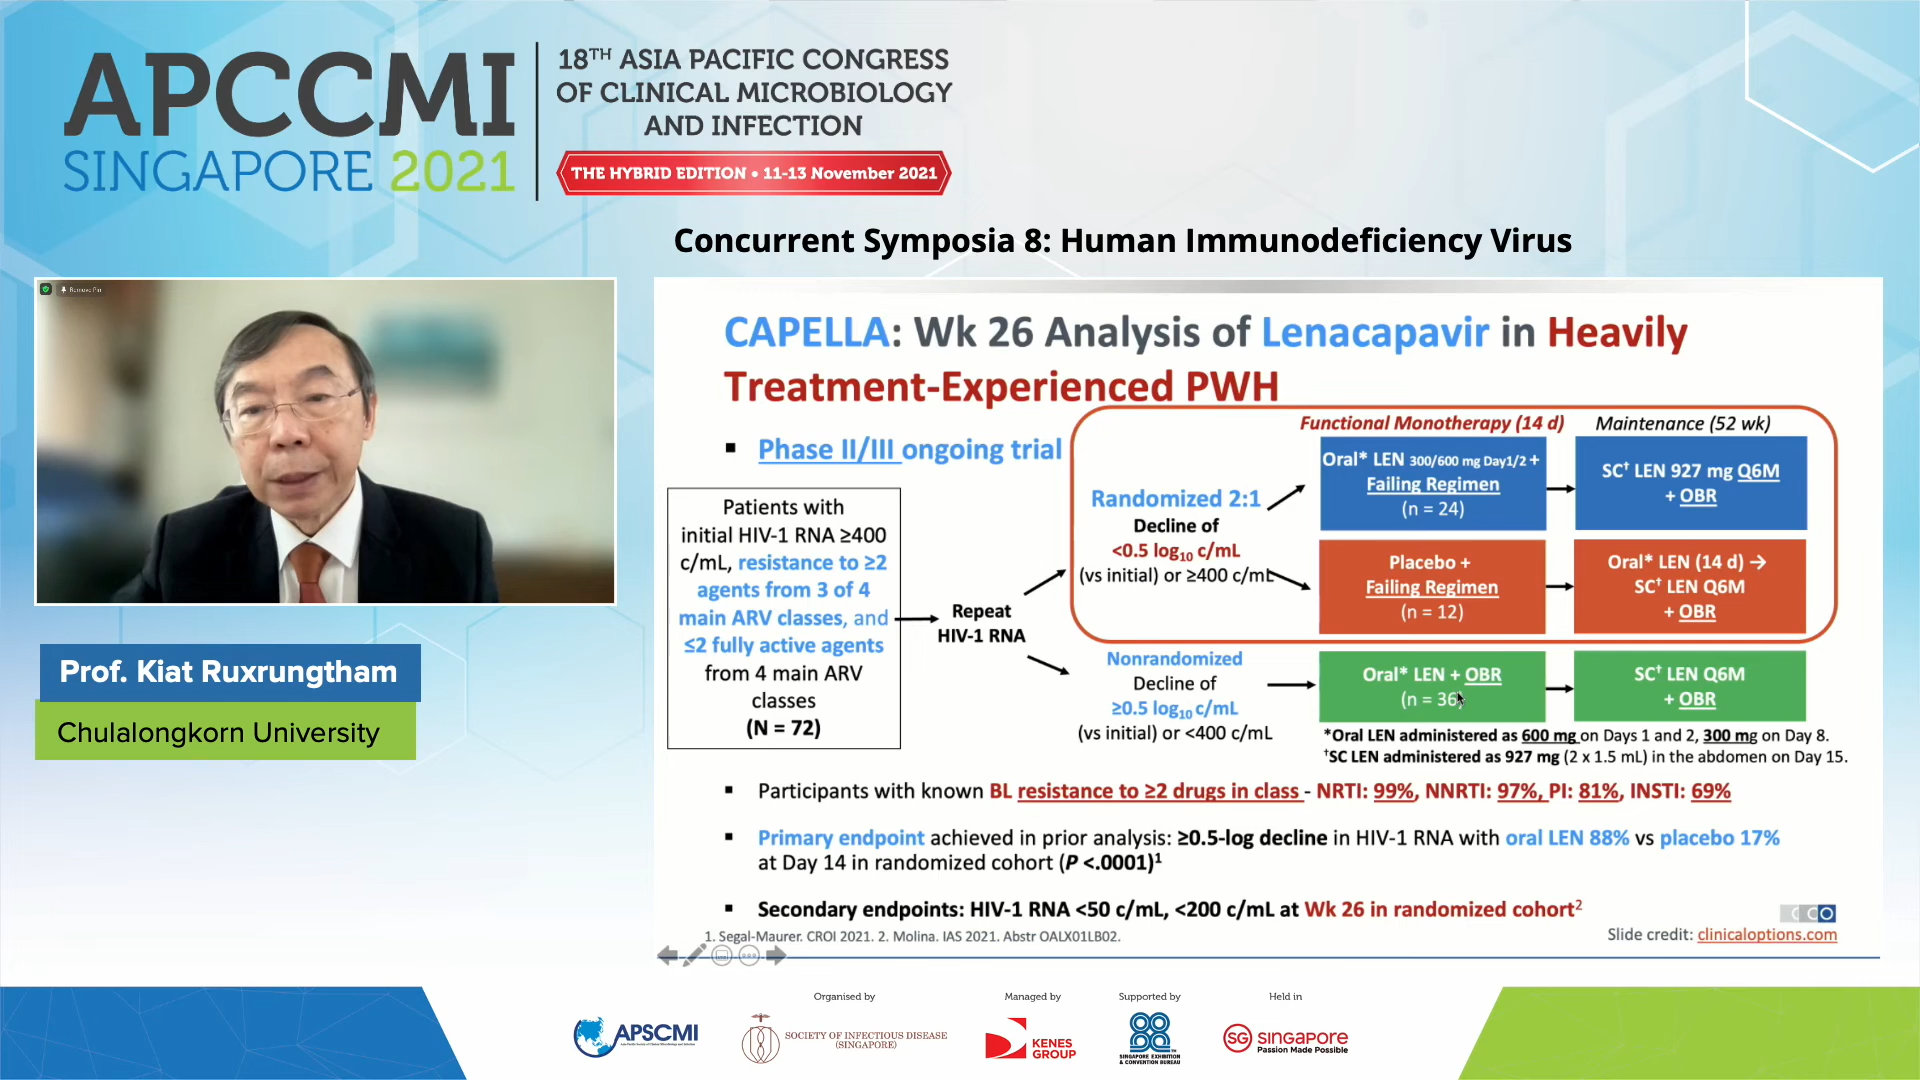 APCCMI
SINGAPORE 2021
18TH ASIA PACIFIC CONGRESS
OF CLINICAL MICROBIOLOGY
AND INFECTION
THE HYBRID EDITION • 11-13 November 2021
Concurrent Symposia 8: Human Immunodeficiency Virus
Remove Pin
Prof. Kiat Ruxrungtham
Chulalongkorn University
CAPELLA: Wk 26 Analysis of Lenacapavir in Heavily
Treatment-Experienced PWH
▪ Phase II/III ongoing trial
Functional Monotherapy (14 d)
Maintenance (52 wk)
Patients with
initial HIV-1 RNA ≥400
c/mL, resistance to ≥2
agents from 3 of 4
main ARV classes, and
≤2 fully active agents
from 4 main ARV
classes
(N = 72)
Repeat
HIV-1 RNA
Randomized 2:1
Decline of
<0.5 log10 c/mL
(vs initial) or ≥400 c/mL
Oral* LEN 300/600 mg Day1/2 +
Failing Regimen
(n = 24)
SC† LEN 927 mg Q6M
+ OBR
Placebo +
Failing Regimen
(n = 12)
Oral* LEN (14 d) →
SC† LEN Q6M
+ OBR
Nonrandomized
Decline of
≥0.5 log10 c/mL
(vs initial) or <400 c/mL
Oral* LEN + OBR
(n = 36)
SC† LEN Q6M
+ OBR
*Oral LEN administered as 600 mg on Days 1 and 2, 300 mg on Day 8.
†SC LEN administered as 927 mg (2 x 1.5 mL) in the abdomen on Day 15.
▪ Participants with known BL resistance to ≥2 drugs in class - NRTI: 99%, NNRTI: 97%, PI: 81%, INSTI: 69%
▪ Primary endpoint achieved in prior analysis: ≥0.5-log decline in HIV-1 RNA with oral LEN 88% vs placebo 17%
at Day 14 in randomized cohort (P <.0001)1
▪ Secondary endpoints: HIV-1 RNA <50 c/mL, <200 c/mL at Wk 26 in randomized cohort2
CCO
1. Segal-Maurer. CROI 2021. 2. Molina. IAS 2021. Abstr OALX01LB02.
Slide credit: clinicaloptions.com
Organised by
Managed by
Supported by
Held in
APSCMI
SOCIETY OF INFECTIOUS DISEASE
(SINGAPORE)
KENES
GROUP
SINGAPORE EXHIBITION
& CONVENTION BUREAU
SG SINGAPORE
Passion Made Possible